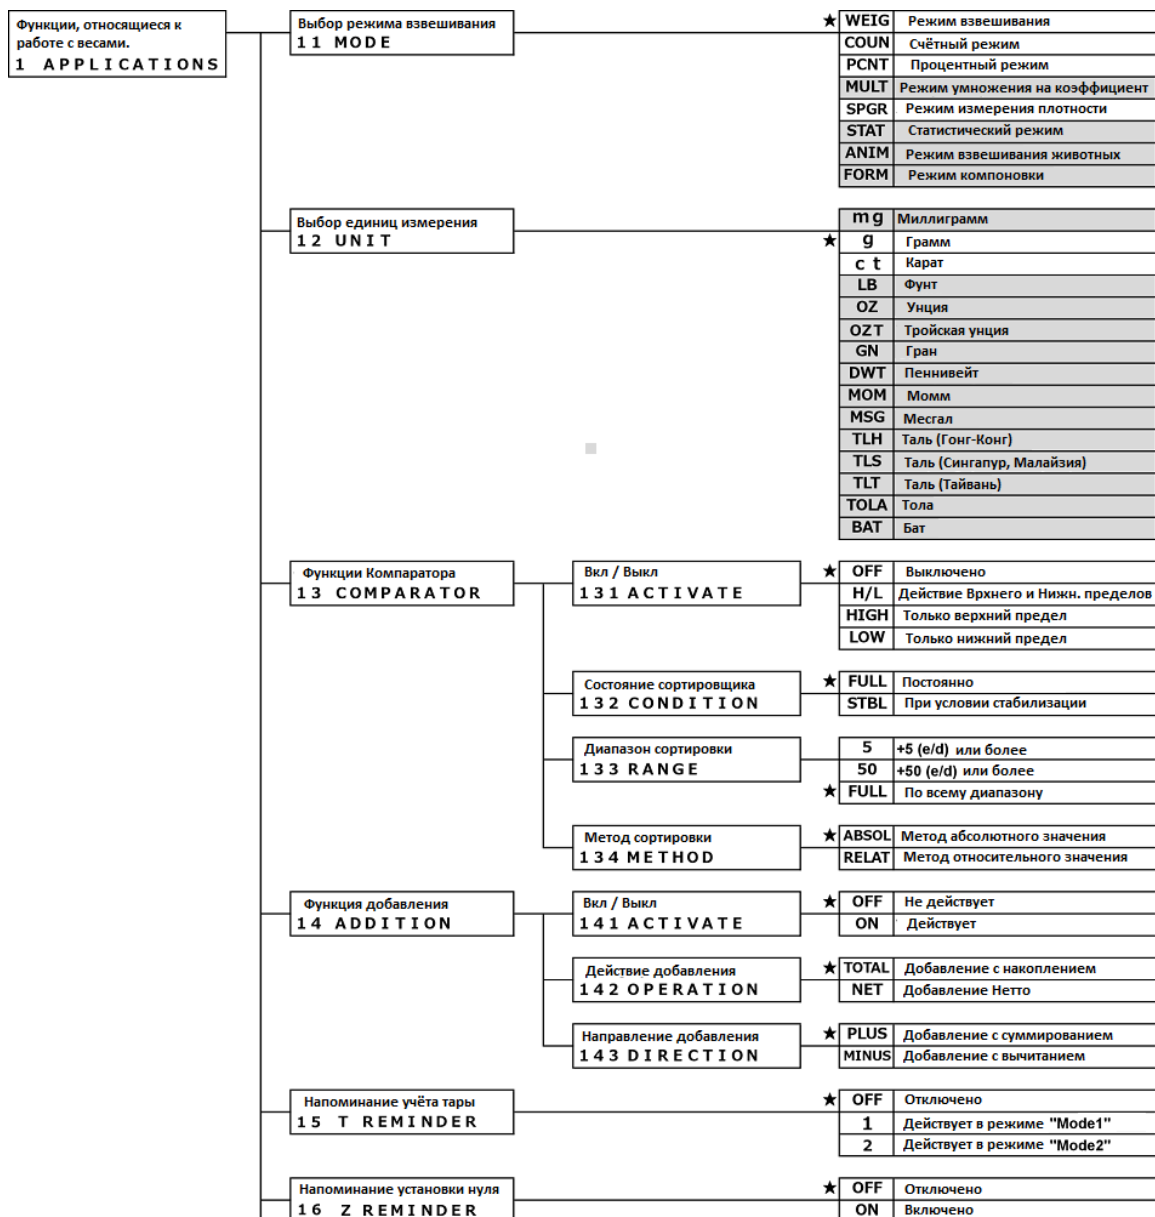 Функции, относящиеся к
работе с весами.
1 APPLICATIONS
Выбор режима взвешивания
11 MODE
★ WEIG Режим взвешивания
COUN Счётный режим
PCNT Процентный режим
MULT Режим умножения на коэффициент
SPGR Режим измерения плотности
STAT Статистический режим
ANIM Режим взвешивания животных
FORM Режим компоновки
Выбор единиц измерения
12 UNIT
mg Миллиграмм
★ g Грамм
ct Карат
LB Фунт
OZ Унция
OZT Тройская унция
GN Гран
DWT Пеннивейт
MOM Момм
MSG Месгал
TLH Таль (Гонг-Конг)
TLS Таль (Сингапур, Малайзия)
TLT Таль (Тайвань)
TOLA Тола
BAT Бат
Функции Компаратора
13 COMPARATOR
Вкл / Выкл
131 ACTIVATE
★ OFF Выключено
H/L Действие Врхнего и Нижн. пределов
HIGH Только верхний предел
LOW Только нижний предел
Состояние сортировщика
132 CONDITION
★ FULL Постоянно
STBL При условии стабилизации
Диапазон сортировки
133 RANGE
5 +5 (e/d) или более
50 +50 (e/d) или более
★ FULL По всему диапазону
Метод сортировки
134 METHOD
★ ABSOL Метод абсолютного значения
RELAT Метод относительного значения
Функция добавления
14 ADDITION
Вкл / Выкл
141 ACTIVATE
★ OFF Не действует
ON Действует
Действие добавления
142 OPERATION
★ TOTAL Добавление с накоплением
NET Добавление Нетто
Направление добавления
143 DIRECTION
★ PLUS Добавление с суммированием
MINUS Добавление с вычитанием
Напоминание учёта тары
15 T REMINDER
★ OFF Отключено
1 Действует в режиме "Mode1"
2 Действует в режиме "Mode2"
Напоминание установки нуля
16 Z REMINDER
★ OFF Отключено
ON Включено